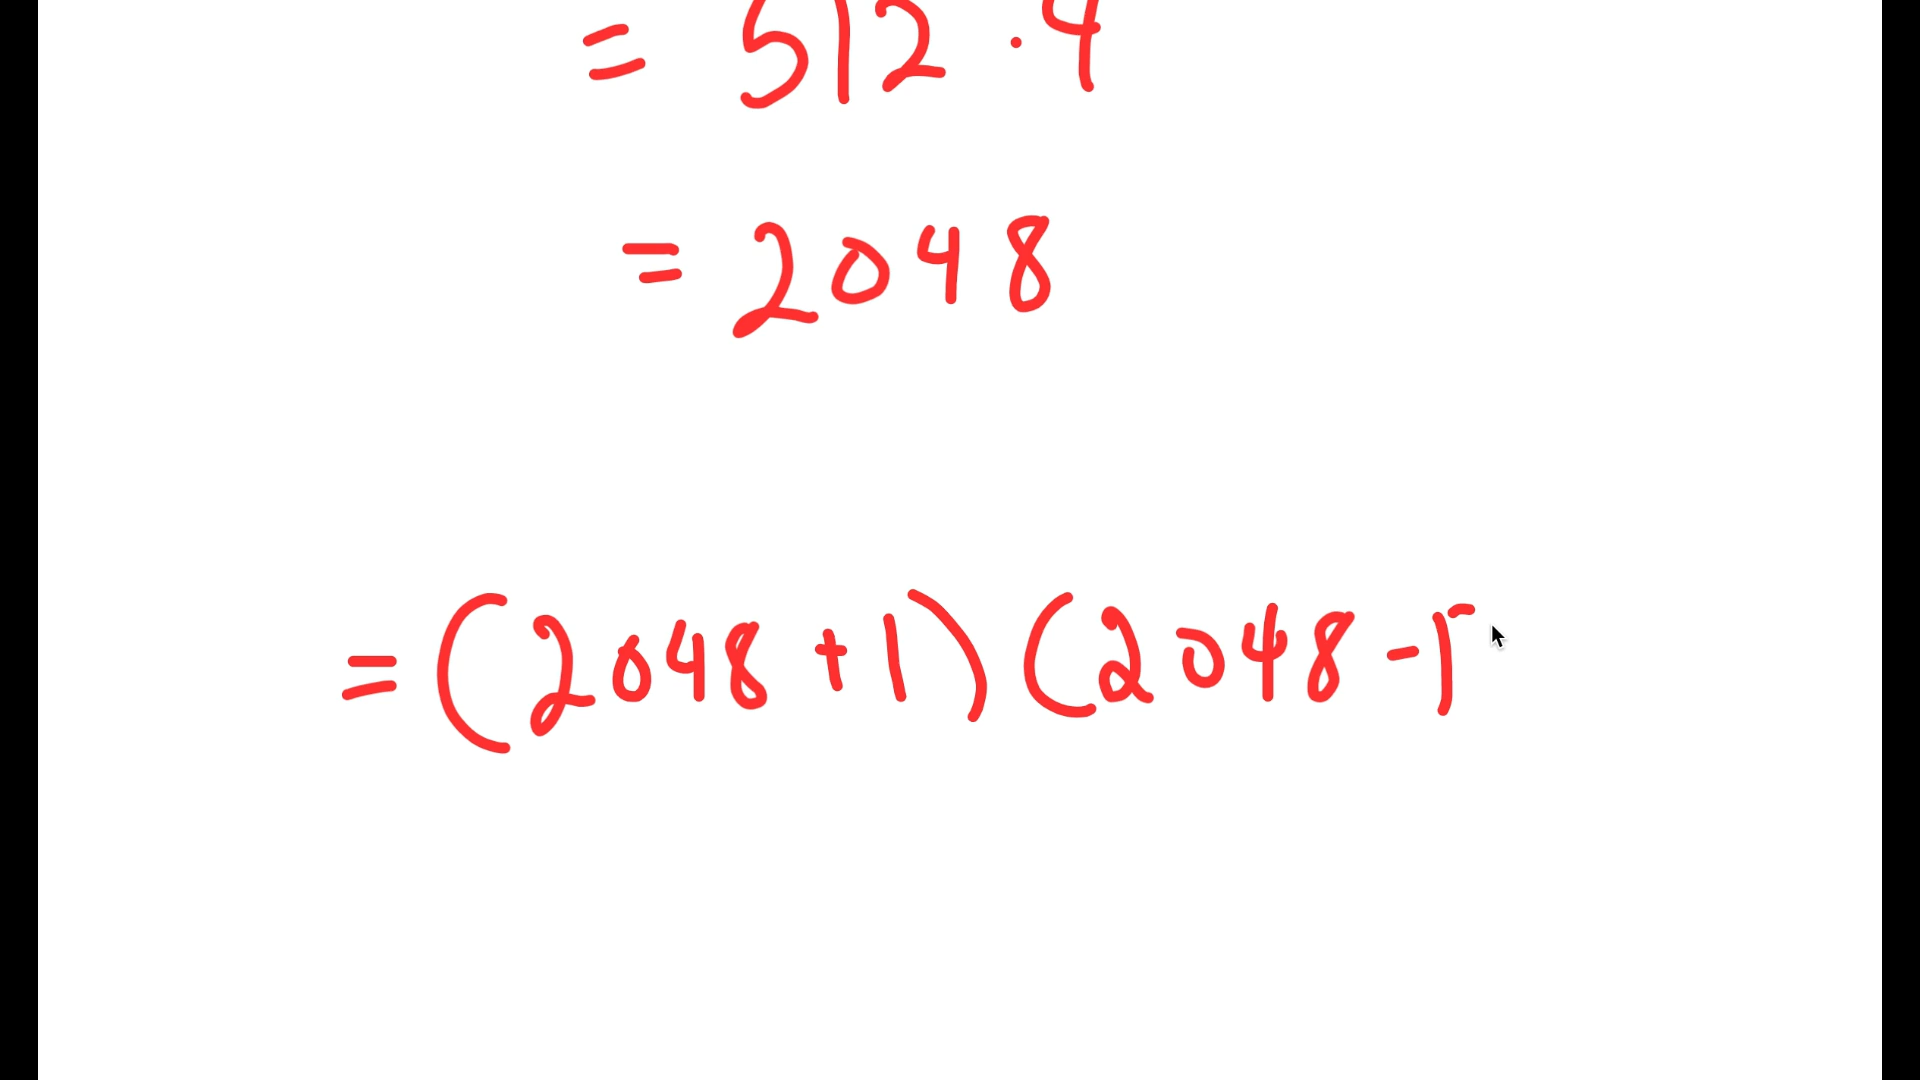 = 512 · 4
= 2048
= (2048 + 1) (2048 - 1